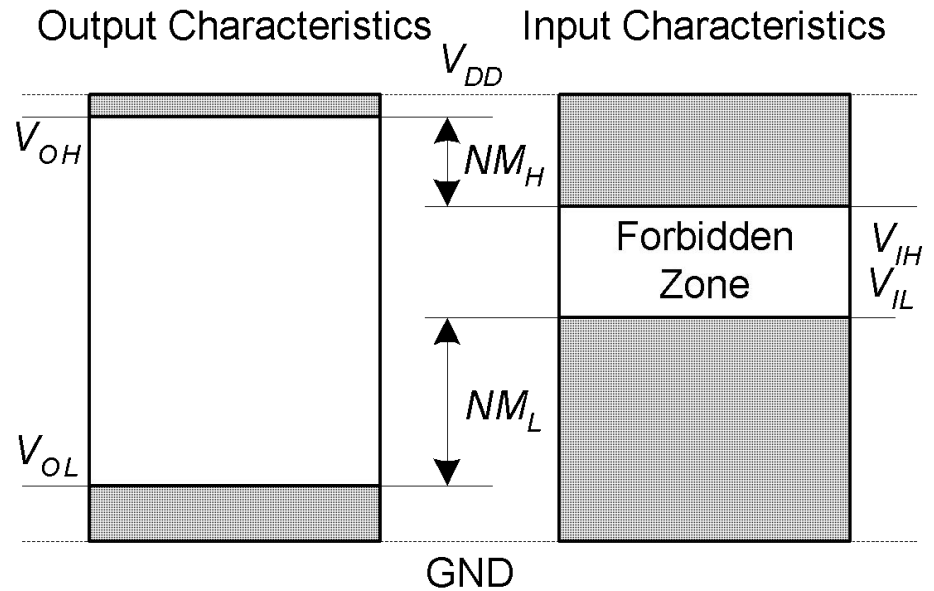 Output Characteristics
Input Characteristics
V_DD
V_OH
NM_H
Forbidden
Zone
V_IH
V_IL
NM_L
V_OL
GND